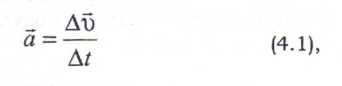 a⃗ = Δυ⃗ / Δt (4.1),